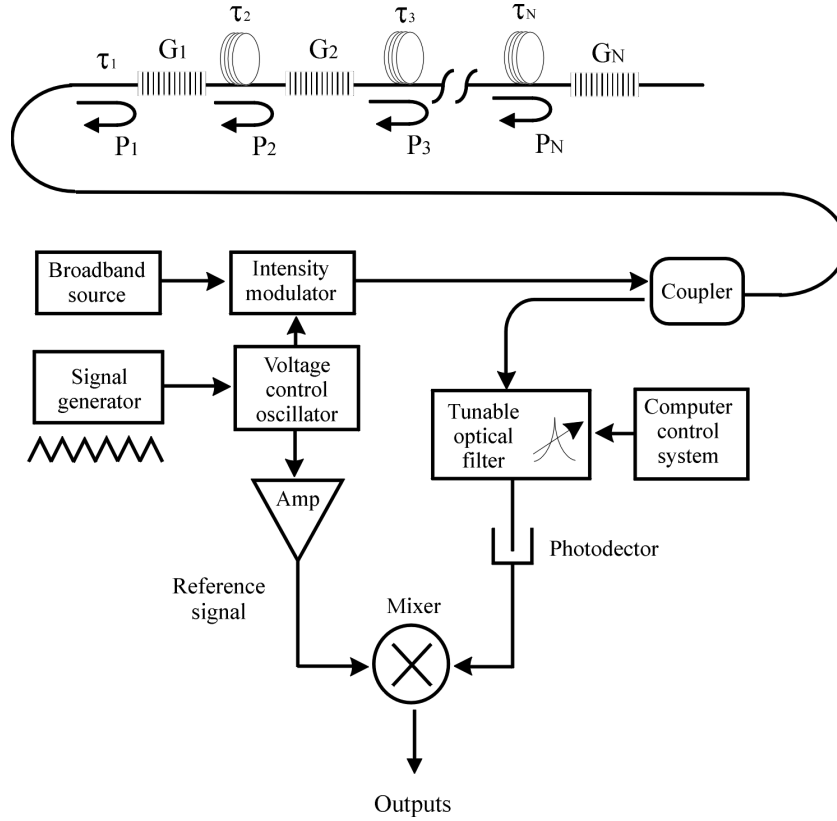 τ1 G1 τ2 G2 τ3 τN GN
P1 P2 P3 PN
Broadband
source
Intensity
modulator
Coupler
Signal
generator
Voltage
control
oscillator
Tunable
optical
filter
Computer
control
system
Amp
Photodector
Reference
signal
Mixer
Outputs